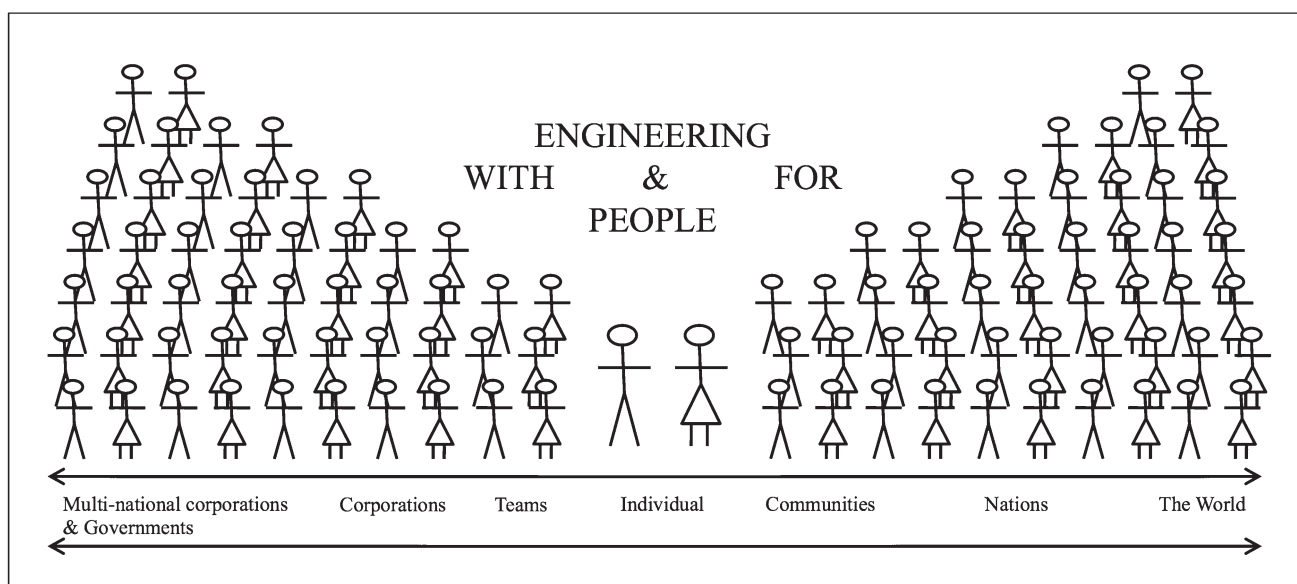 ENGINEERING
WITH & FOR
PEOPLE
Multi-national corporations & Governments
Corporations
Teams
Individual
Communities
Nations
The World